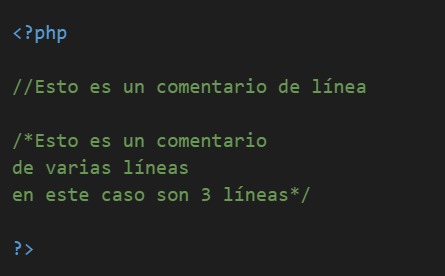 <?php
//Esto es un comentario de línea
/*Esto es un comentario
de varias líneas
en este caso son 3 líneas*/
?>